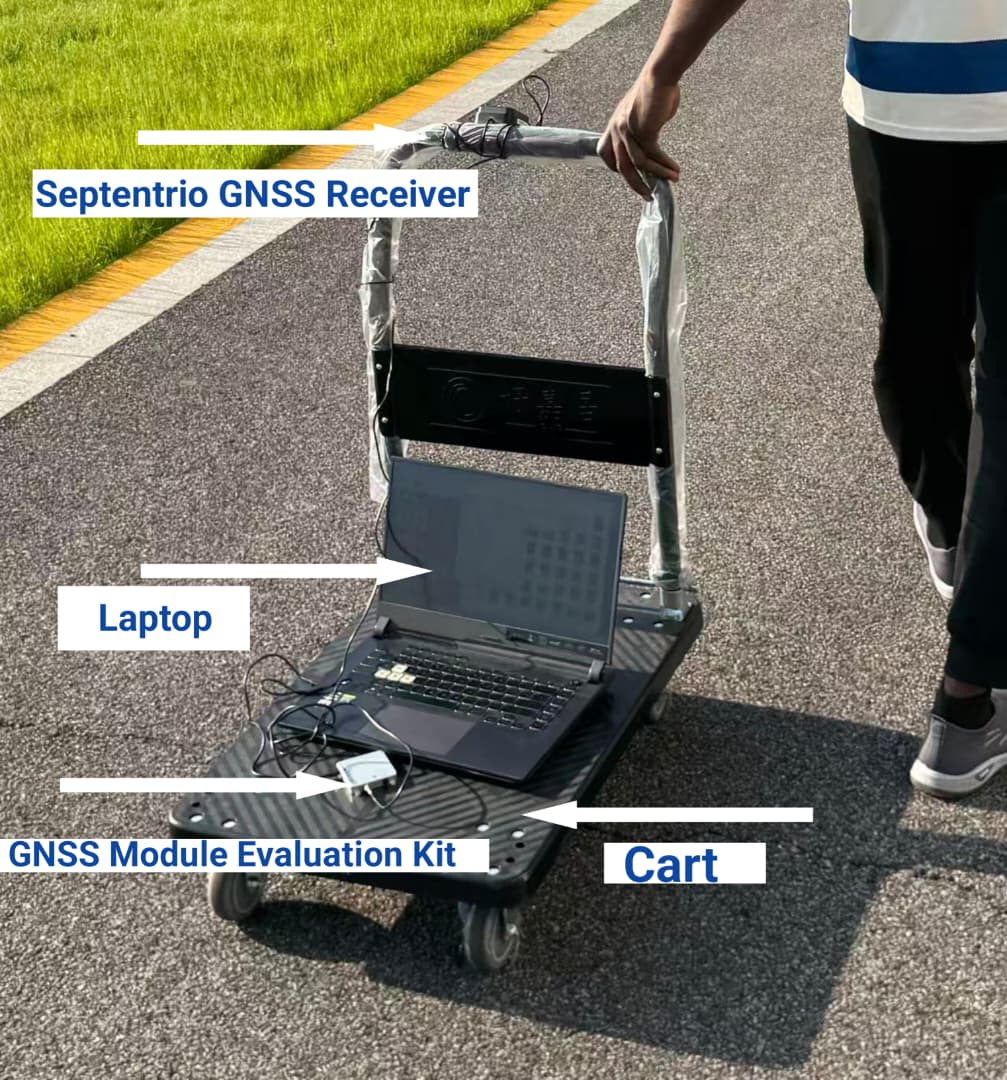 Septentrio GNSS Receiver
Laptop
GNSS Module Evaluation Kit
Cart